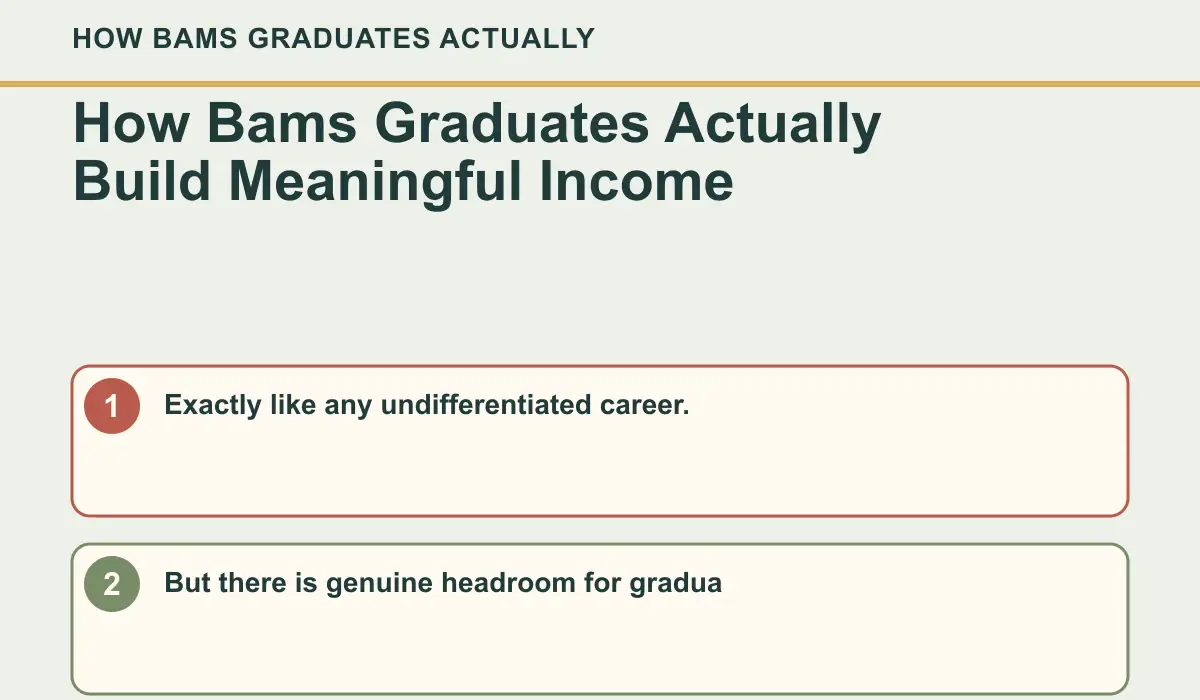 HOW BAMS GRADUATES ACTUALLY
How Bams Graduates Actually
Build Meaningful Income
1 Exactly like any undifferentiated career.
2 But there is genuine headroom for gradua